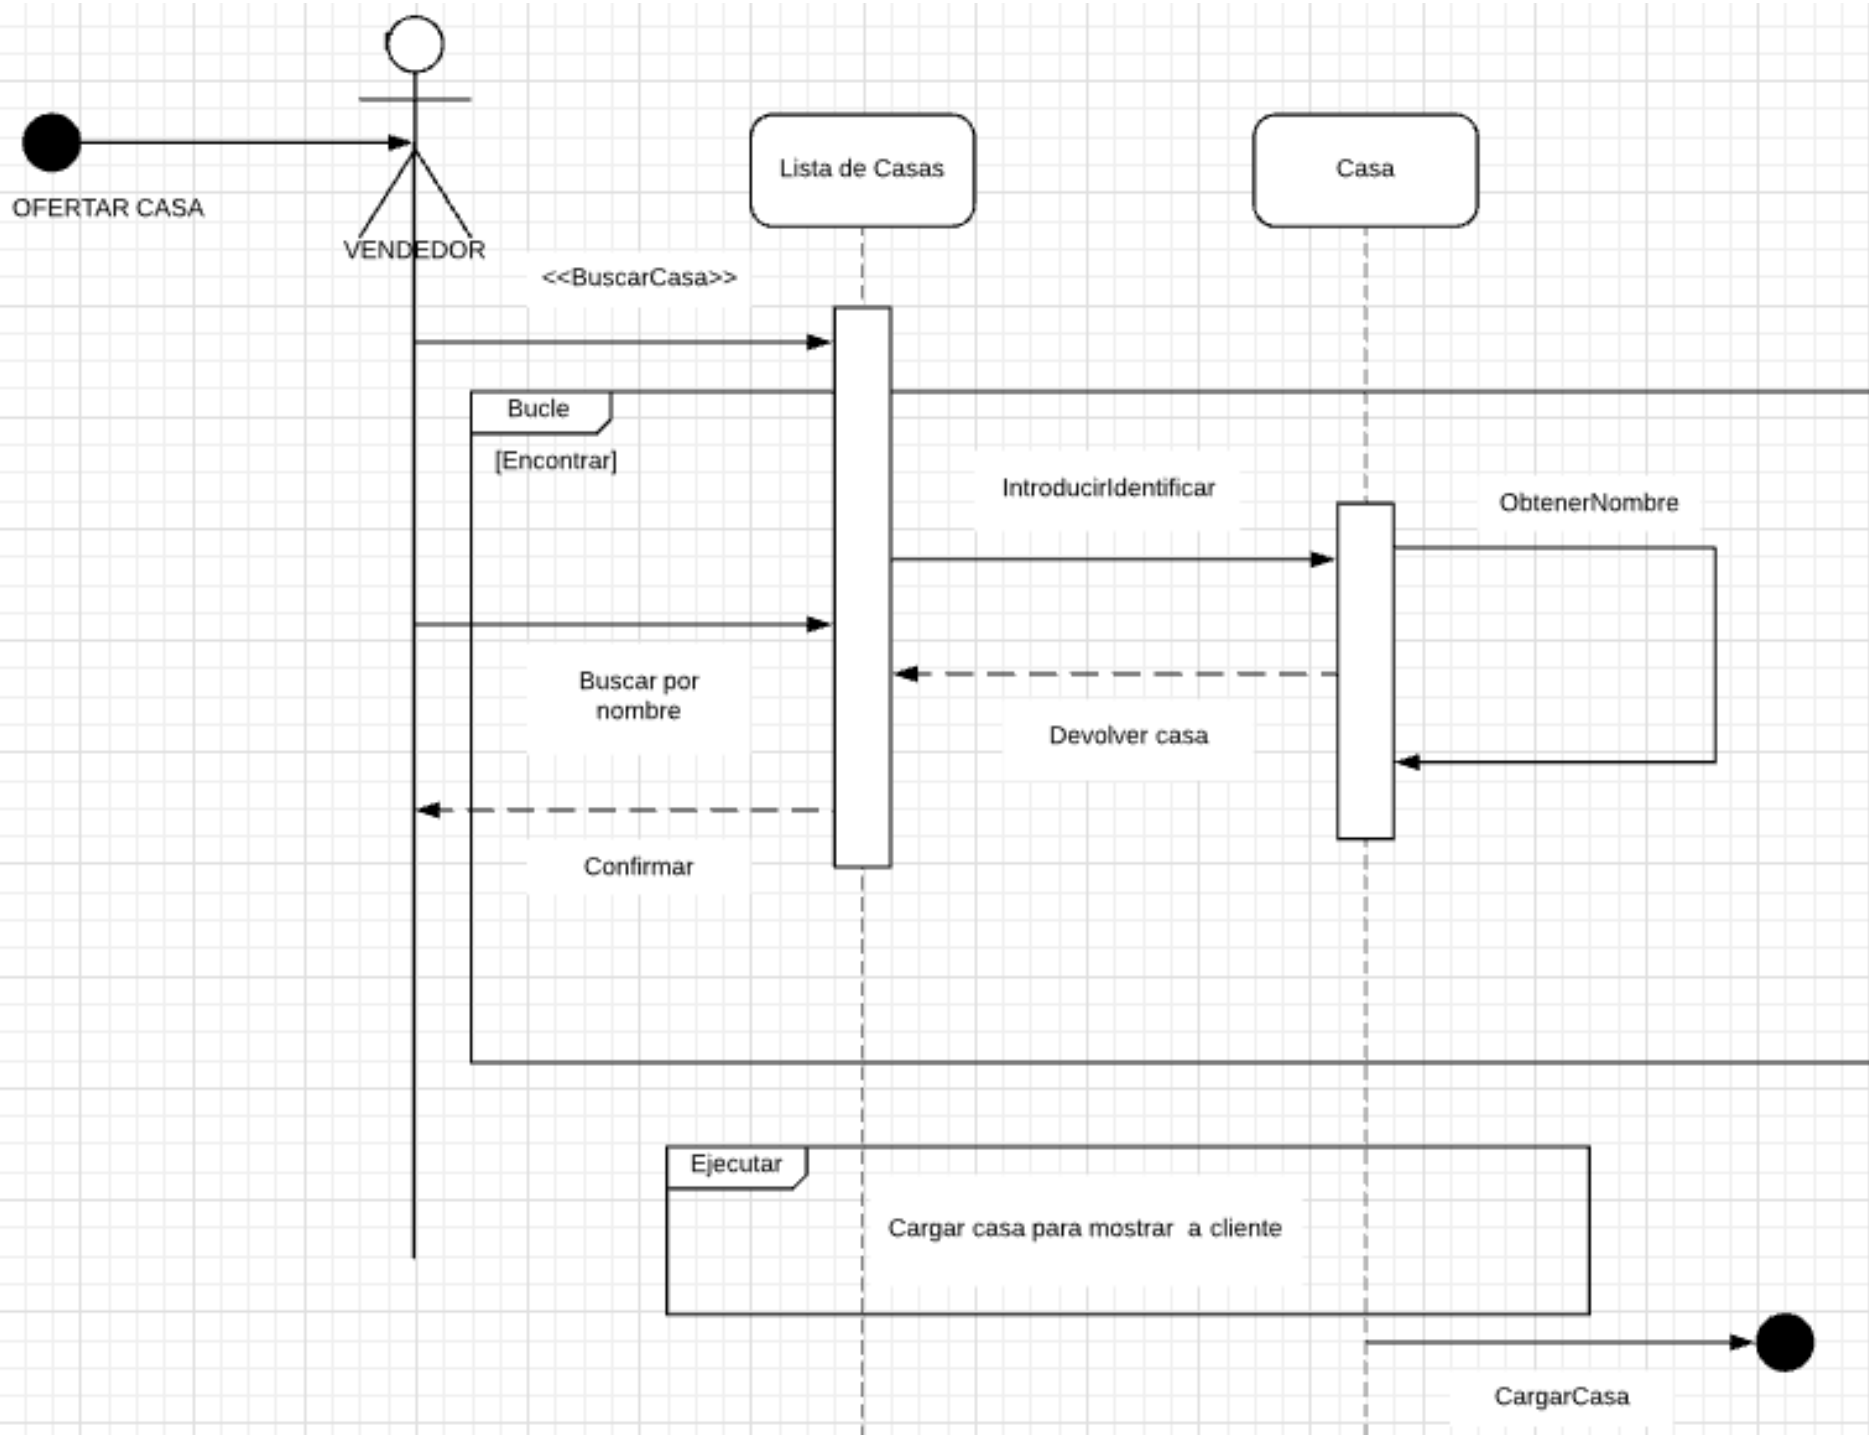 OFERTAR CASA
VENDEDOR
Lista de Casas
Casa
<<BuscarCasa>>
Bucle
[Encontrar]
IntroducirIdentificar
ObtenerNombre
Buscar por
nombre
Devolver casa
Confirmar
Ejecutar
Cargar casa para mostrar  a cliente
CargarCasa